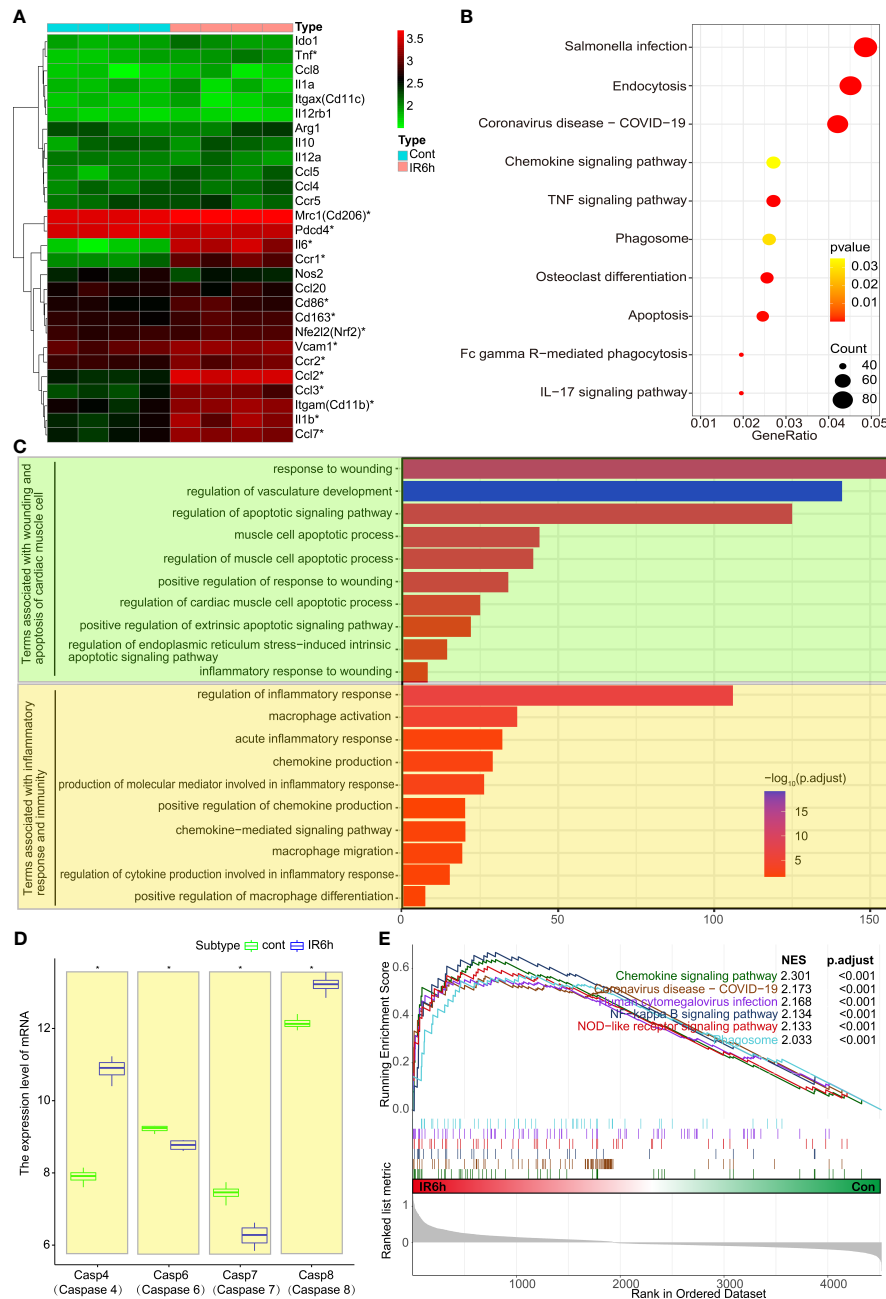 A
Type
Ido1
Tnf*
Ccl8
Il1a
Itgax(Cd11c)
Il12rb1
Arg1
Il10
Il12a
Ccl5
Ccl4
Ccr5
Mrc1(Cd206)*
Pdcd4*
Il6*
Ccr1*
Nos2
Ccl20
Cd86*
Cd163*
Nfe2l2(Nrf2)*
Vcam1*
Ccr2*
Ccl2*
Ccl3*
Itgam(Cd11b)*
Il1b*
Ccl7*
3.5
3
2.5
2
Type
Cont
IR6h
B
Salmonella infection
Endocytosis
Coronavirus disease − COVID−19
Chemokine signaling pathway
TNF signaling pathway
Phagosome
Osteoclast differentiation
Apoptosis
Fc gamma R−mediated phagocytosis
IL−17 signaling pathway
pvalue
0.03
0.02
0.01
Count
40
60
80
0.01 0.02 0.03 0.04 0.05
GeneRatio
C
Terms associated with wounding and
apoptosis of cardiac muscle cell
response to wounding
regulation of vasculature development
regulation of apoptotic signaling pathway
muscle cell apoptotic process
regulation of muscle cell apoptotic process
positive regulation of response to wounding
regulation of cardiac muscle cell apoptotic process
positive regulation of extrinsic apoptotic signaling pathway
regulation of endoplasmic reticulum stress−induced intrinsic
apoptotic signaling pathway
inflammatory response to wounding
Terms associated with inflammatory
response and immunity
regulation of inflammatory response
macrophage activation
acute inflammatory response
chemokine production
production of molecular mediator involved in inflammatory response
positive regulation of chemokine production
chemokine−mediated signaling pathway
macrophage migration
regulation of cytokine production involved in inflammatory response
positive regulation of macrophage differentiation
−log10(p.adjust)
15
10
5
0 50 100 150
D
Subtype cont IR6h
The expression level of mRNA
* * * *
12
10
8
6
Casp4 Casp6 Casp7 Casp8
(Caspase 4) (Caspase 6) (Caspase 7) (Caspase 8)
E
NES p.adjust
Chemokine signaling pathway 2.301 <0.001
Coronavirus disease − COVID−19 2.173 <0.001
Human cytomegalovirus infection 2.168 <0.001
NF−kappa B signaling pathway 2.134 <0.001
NOD−like receptor signaling pathway 2.133 <0.001
Phagosome 2.033 <0.001
Running Enrichment Score
0.6
0.4
0.2
0.0
IR6h Con
Ranked list metric
1
0
1000 2000 3000 4000
Rank in Ordered Dataset